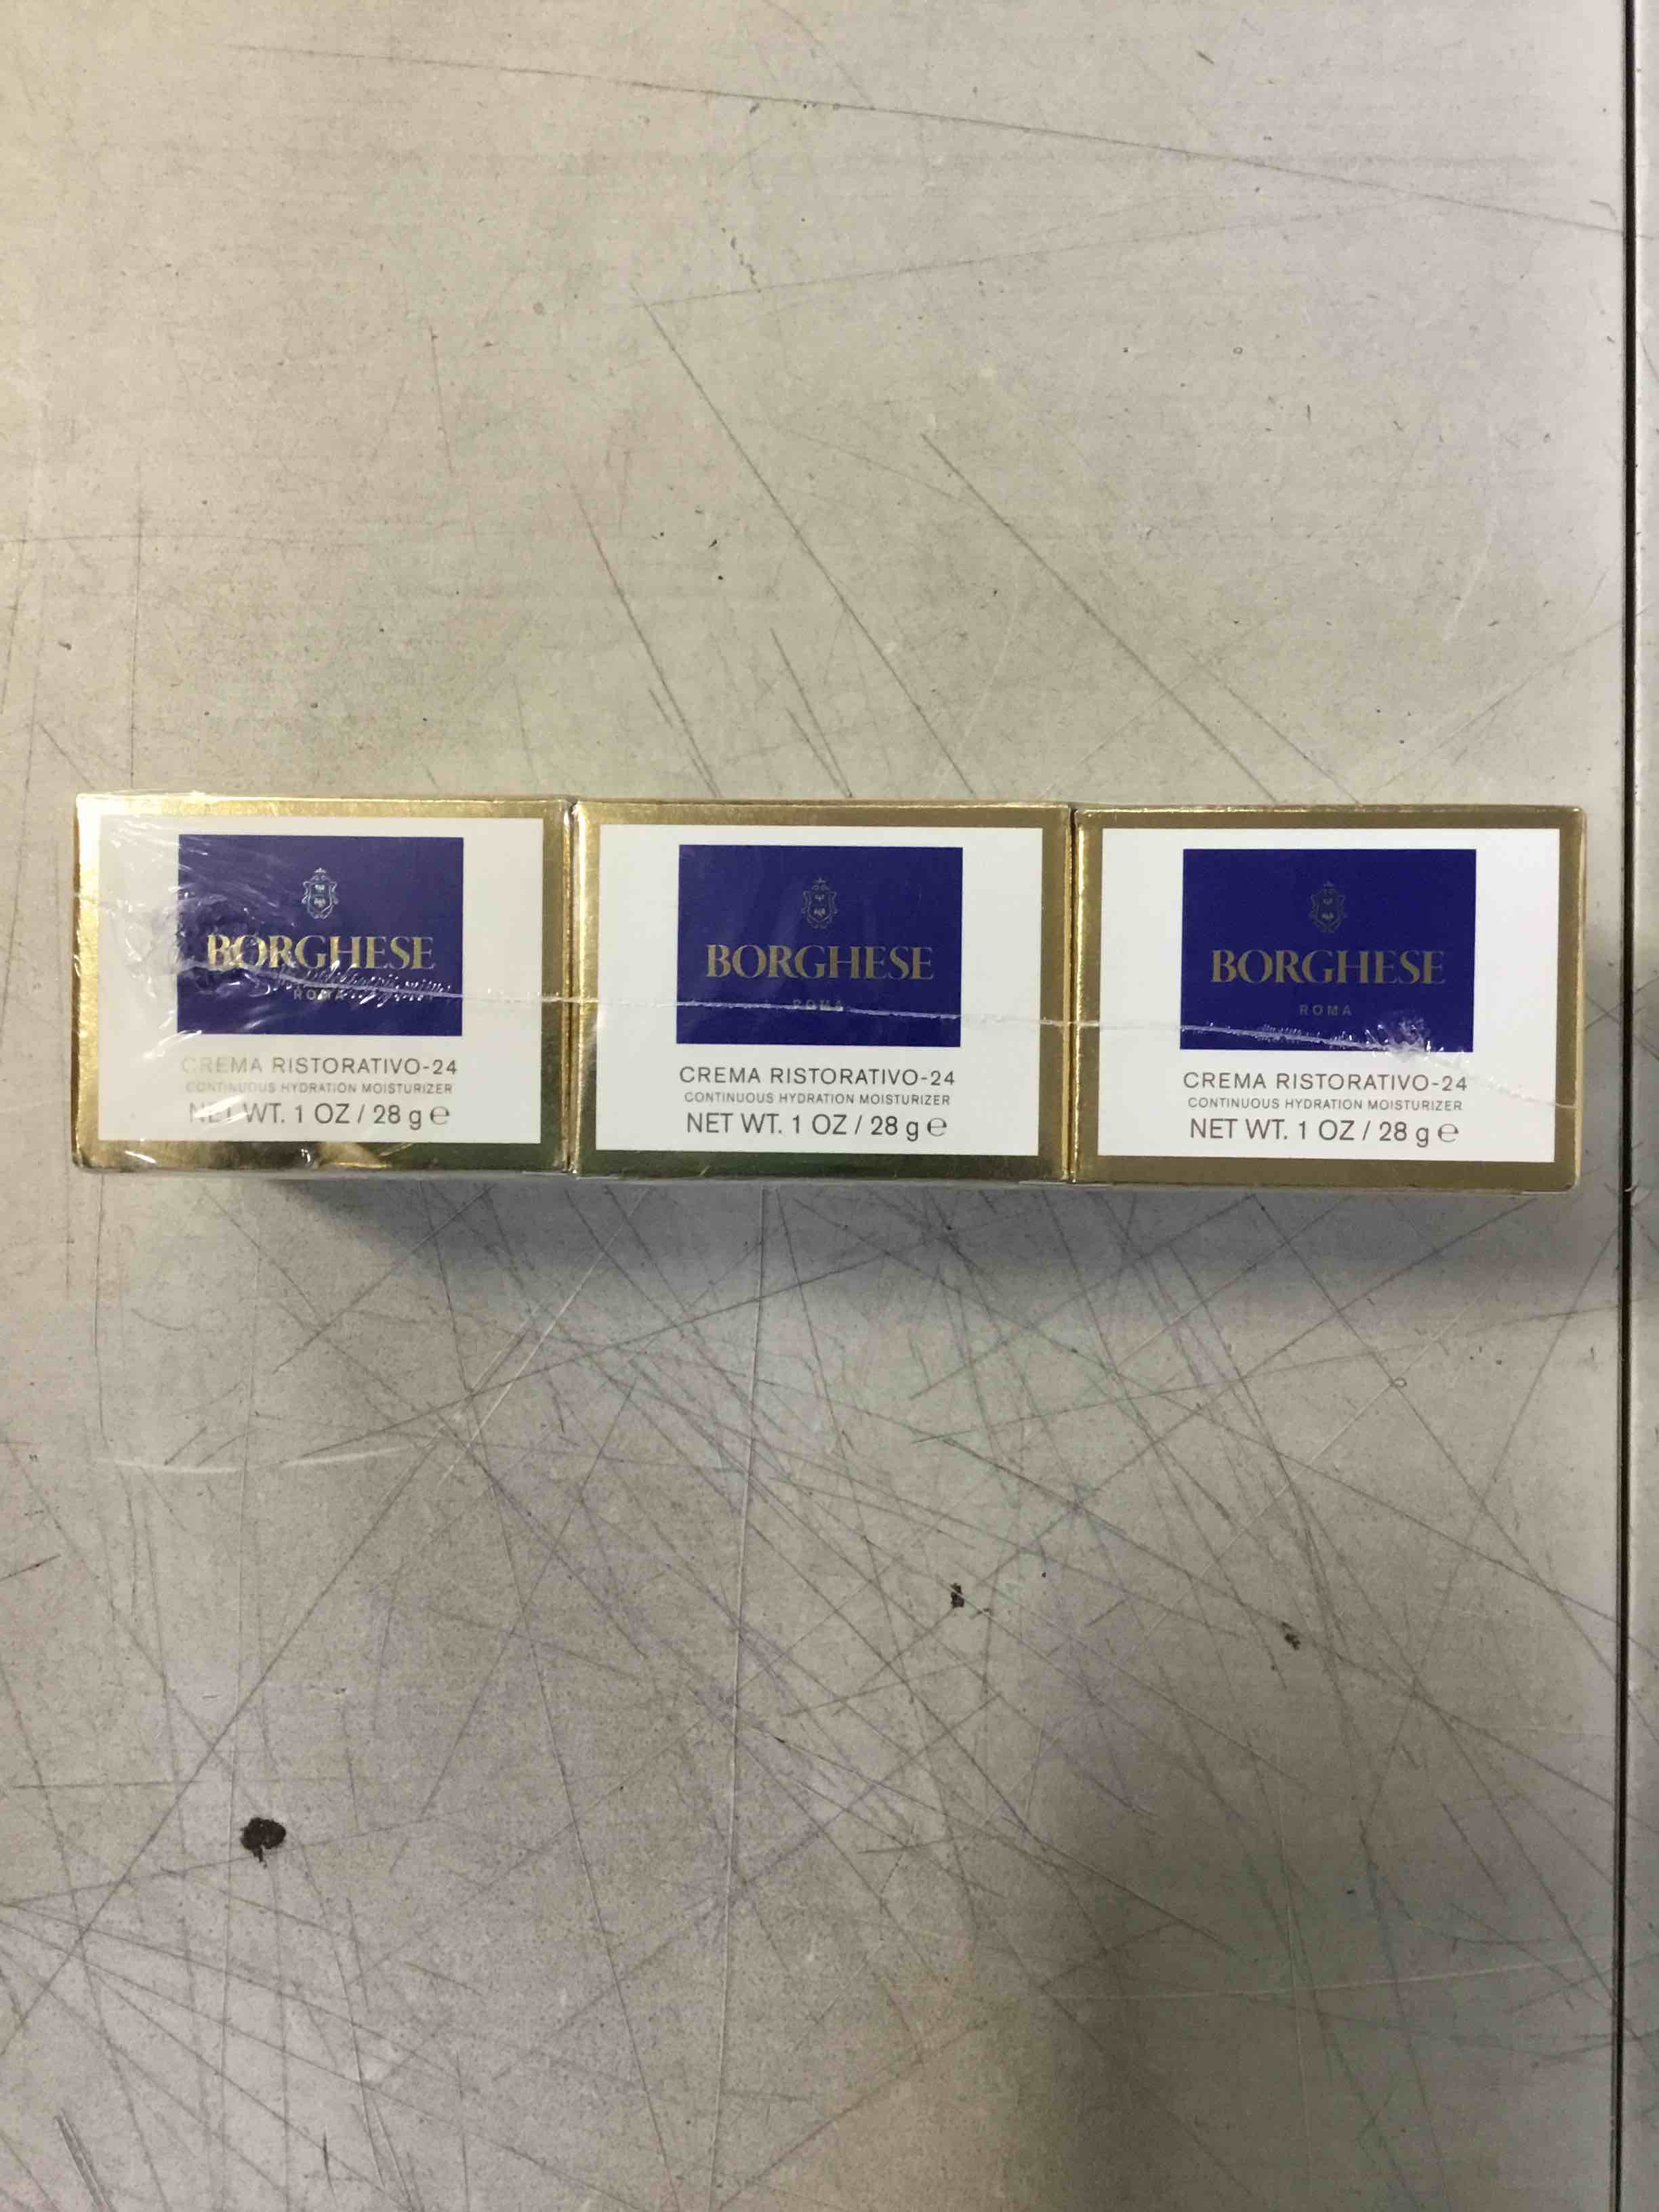 BORGHESE
ROMA
CREMA RISTORATIVO-24
CONTINUOUS HYDRATION MOISTURIZER
NET WT. 1 OZ / 28 g ℮
BORGHESE
ROMA
CREMA RISTORATIVO-24
CONTINUOUS HYDRATION MOISTURIZER
NET WT. 1 OZ / 28 g ℮
BORGHESE
ROMA
CREMA RISTORATIVO-24
CONTINUOUS HYDRATION MOISTURIZER
NET WT. 1 OZ / 28 g ℮